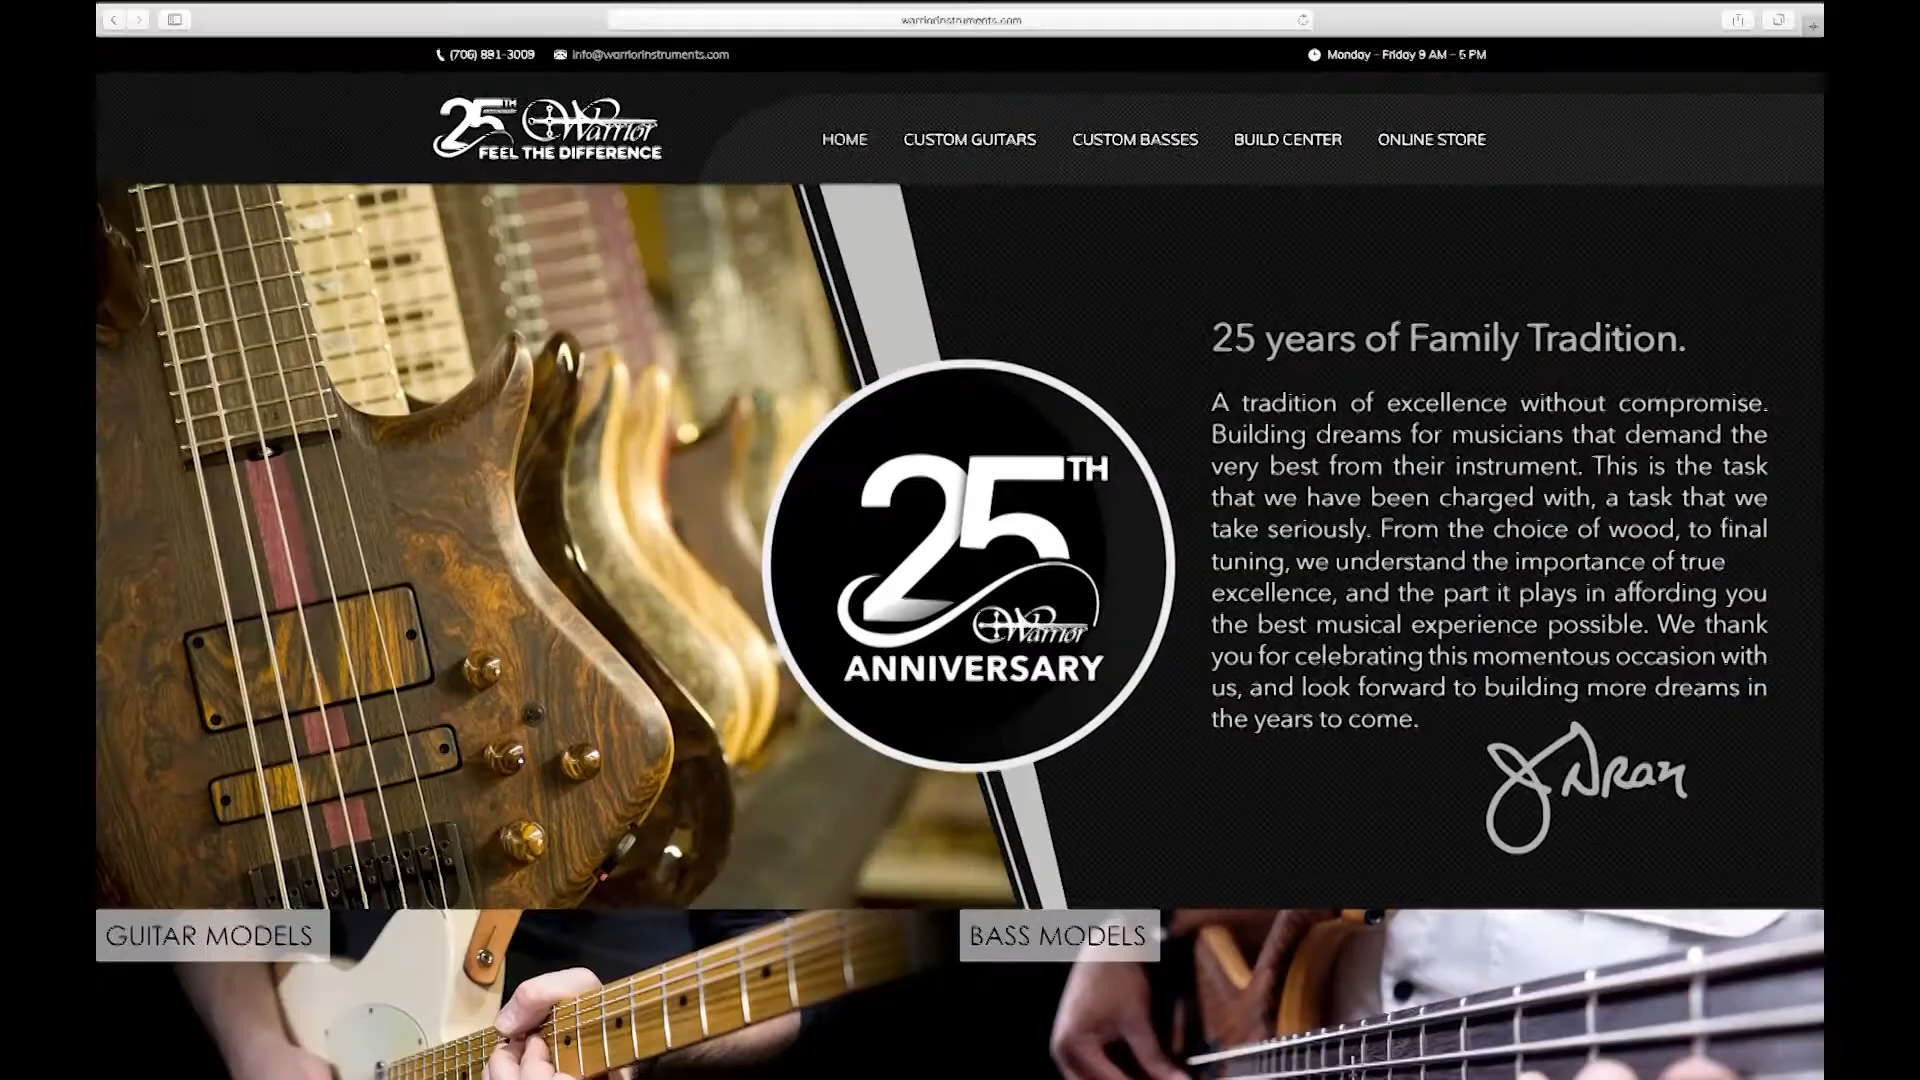 warriorinstruments.com
(706) 891-3009 info@warriorinstruments.com Monday - Friday 9 AM - 5 PM
25TH Warrior
FEEL THE DIFFERENCE
HOME CUSTOM GUITARS CUSTOM BASSES BUILD CENTER ONLINE STORE
25 years of Family Tradition.
A tradition of excellence without compromise.
Building dreams for musicians that demand the
very best from their instrument. This is the task
that we have been charged with, a task that we
take seriously. From the choice of wood, to final
tuning, we understand the importance of true
excellence, and the part it plays in affording you
the best musical experience possible. We thank
you for celebrating this momentous occasion with
us, and look forward to building more dreams in
the years to come.
25TH
Warrior
ANNIVERSARY
GUITAR MODELS
BASS MODELS